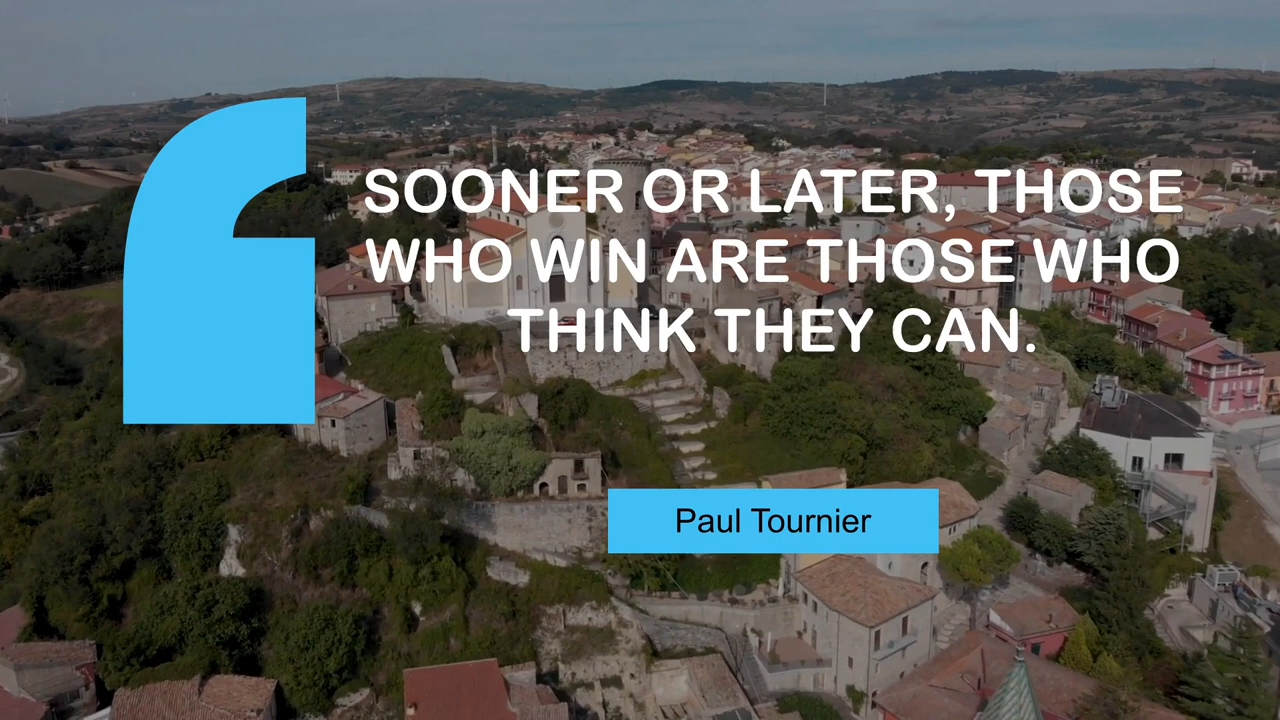 SOONER OR LATER, THOSE
WHO WIN ARE THOSE WHO
THINK THEY CAN.
Paul Tournier